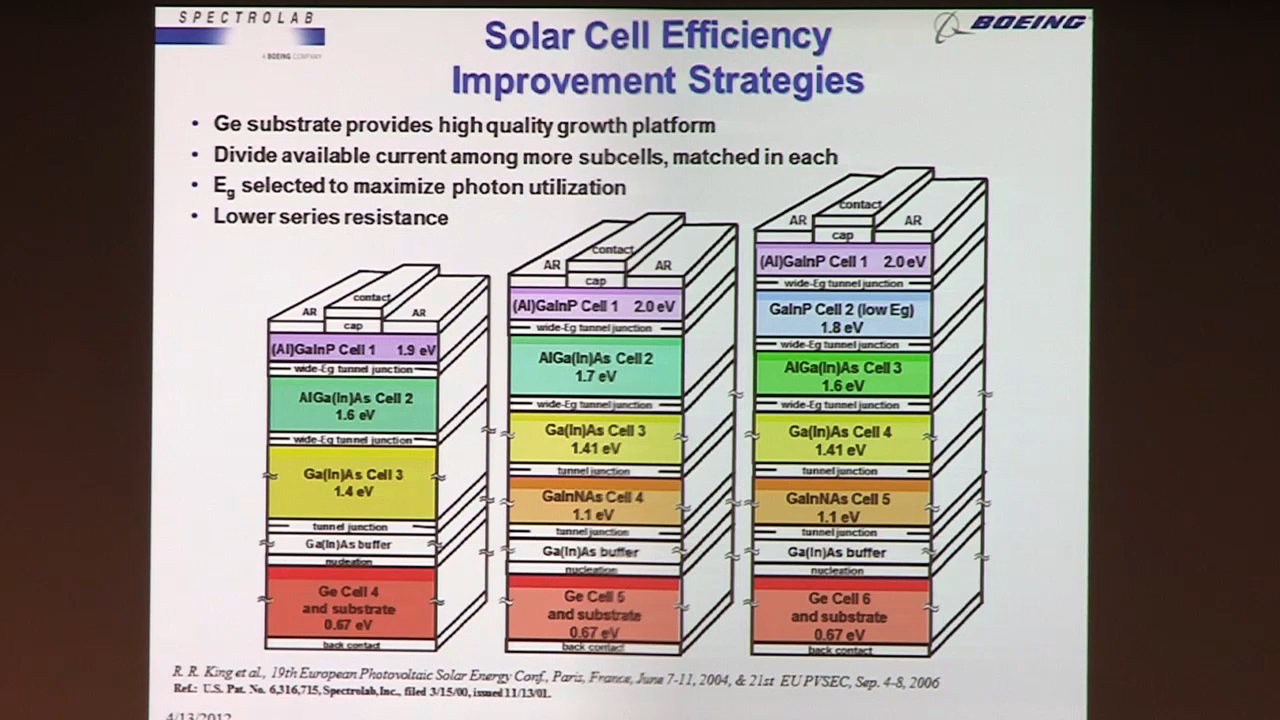 SPECTROLAB
A BOEING COMPANY
BOEING
Solar Cell Efficiency
Improvement Strategies
• Ge substrate provides high quality growth platform
• Divide available current among more subcells, matched in each
• Eg selected to maximize photon utilization
• Lower series resistance
contact
AR
AR
cap
(Al)GaInP Cell 1 1.9 eV
wide-Eg tunnel junction
AlGa(In)As Cell 2
1.6 eV
wide-Eg tunnel junction
Ga(In)As Cell 3
1.4 eV
tunnel junction
Ga(In)As buffer
nucleation
Ge Cell 4
and substrate
0.67 eV
back contact
contact
AR
AR
cap
(Al)GaInP Cell 1 2.0 eV
wide-Eg tunnel junction
AlGa(In)As Cell 2
1.7 eV
wide-Eg tunnel junction
Ga(In)As Cell 3
1.41 eV
tunnel junction
GaInNAs Cell 4
1.1 eV
tunnel junction
Ga(In)As buffer
nucleation
Ge Cell 5
and substrate
0.67 eV
back contact
contact
AR
AR
cap
(Al)GaInP Cell 1 2.0 eV
wide-Eg tunnel junction
GaInP Cell 2 (low Eg)
1.8 eV
wide-Eg tunnel junction
AlGa(In)As Cell 3
1.6 eV
wide-Eg tunnel junction
Ga(In)As Cell 4
1.41 eV
tunnel junction
GaInNAs Cell 5
1.1 eV
tunnel junction
Ga(In)As buffer
nucleation
Ge Cell 6
and substrate
0.67 eV
back contact
R. R. King et al., 19th European Photovoltaic Solar Energy Conf., Paris, France, June 7-11, 2004, & 21st EU PVSEC, Sep. 4-8, 2006
Ref.: U.S. Pat. No. 6,316,715, Spectrolab, Inc., filed 3/15/00, issued 11/13/01.
4/13/2012